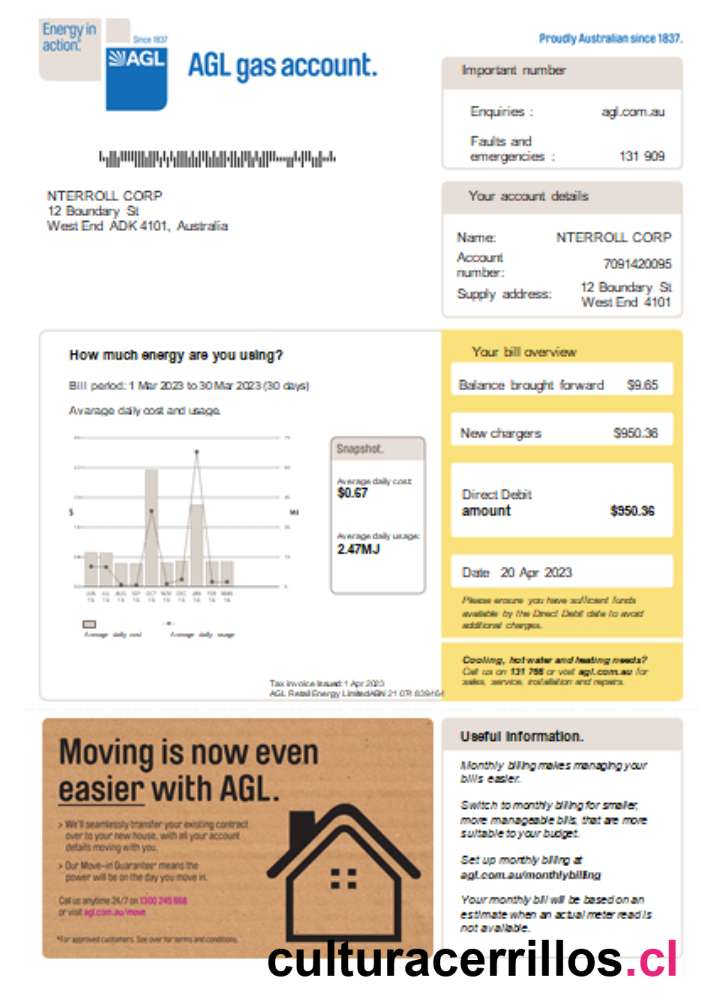 Energy in
action.
Since 1837
AGL
AGL gas account.
Proudly Australian since 1837.
Important number
Enquiries : agl.com.au
Faults and
emergencies : 131 909
NTERROLL CORP
12 Boundary St
West End ADK 4101, Australia
Your account details
Name: NTERROLL CORP
Account
number: 7091420095
Supply address: 12 Boundary St
West End 4101
How much energy are you using?
Bill period: 1 Mar 2023 to 30 Mar 2023 (30 days)
Avarage daily cost and usage.
$
MJ
JUN JUL AUG SEP OCT NOV DEC JAN FEB MAR
Average daily cost Average daily usage
Snapshot.
Average daily cost:
$0.67
Average daily usage:
2.47MJ
Tax Invoice Issued: 1 Apr 2023
AGL Retail Energy Limited ABN 21 074 839464
Your bill overview
Balance brought forward $9.65
New chargers $950.36
Direct Debit
amount $950.36
Date 20 Apr 2023
Please ensure you have sufficient funds
available by the Direct Debit date to avoid
additional charges.
Cooling, hot water and heating needs?
Call us on 131 766 or visit agl.com.au for
sales, service, installation and repairs.
Moving is now even
easier with AGL.
> We'll seamlessly transfer your existing contract
over to your new house, with all your account
details moving with you.
> Our Move-in Guarantee* means the
power will be on the day you move in.
Call us anytime 24/7 on 1300 245 668
or visit agl.com.au/move
*For approved customers. See over for terms and conditions.
Useful Information.
Monthly billing makes managing your
bills easier.
Switch to monthly billing for smaller,
more manageable bills, that are more
suitable to your budget.
Set up monthly billing at
agl.com.au/monthlybilling
Your monthly bill will be based on an
estimate when an actual meter read is
not available.
culturacerrillos.cl